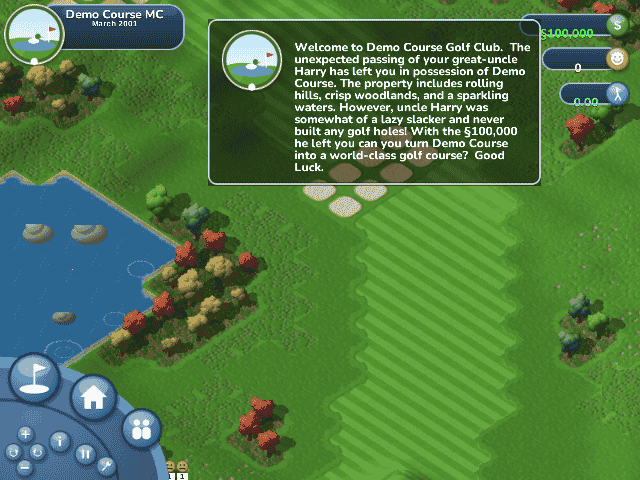 Demo Course MC
March 2001
Welcome to Demo Course Golf Club. The
unexpected passing of your great-uncle
Harry has left you in possession of Demo
Course. The property includes rolling
hills, crisp woodlands, and a sparkling
waters. However, uncle Harry was
somewhat of a lazy slacker and never
built any golf holes! With the §100,000
he left you can you turn Demo Course
into a world-class golf course? Good
Luck.
§100,000
$
0
0.00
1 1